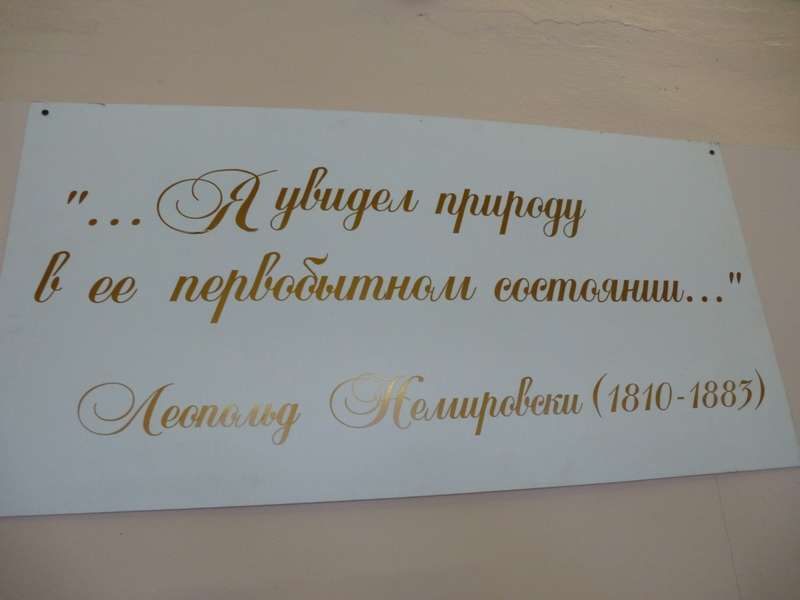 "...Я увидел природу
в ее первобытном состоянии..."
Леопольд Немировски (1810-1883)